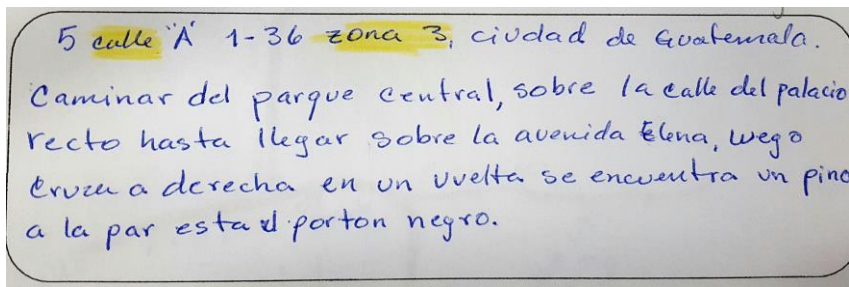 5 calle "A" 1-36 zona 3, ciudad de Guatemala.
Caminar del parque central, sobre la calle del palacio
recto hasta llegar sobre la avenida Elena, luego
cruza a derecha en un vuelta se encuentra un pino
a la par esta el porton negro.